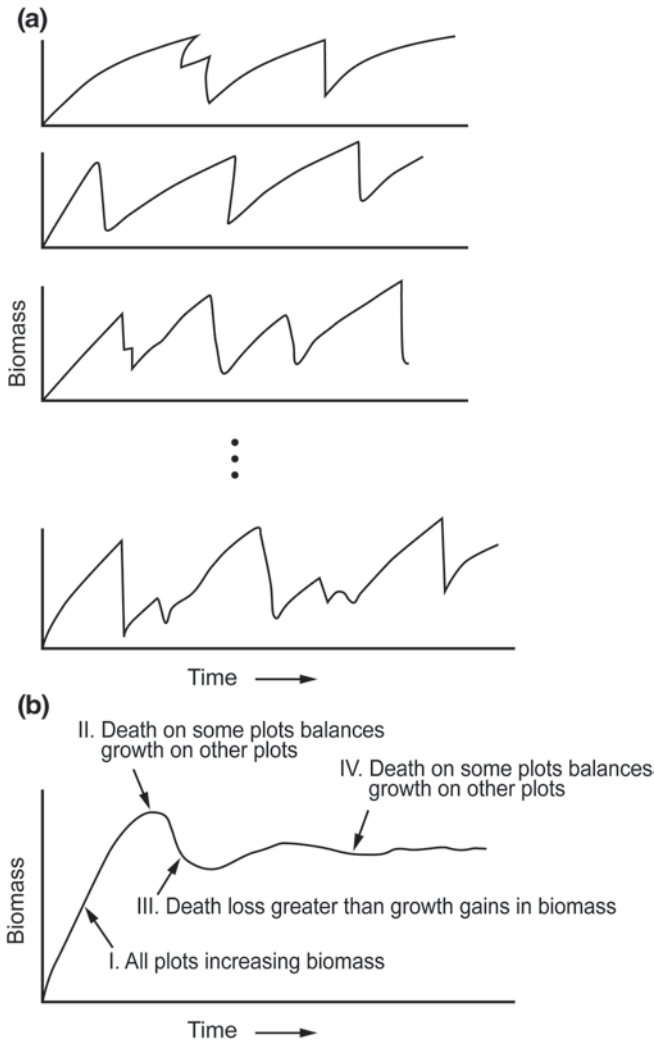 (a)
Biomass
Time
(b)
II. Death on some plots balances
growth on other plots
IV. Death on some plots balances
growth on other plots
Biomass
III. Death loss greater than growth gains in biomass
I. All plots increasing biomass
Time